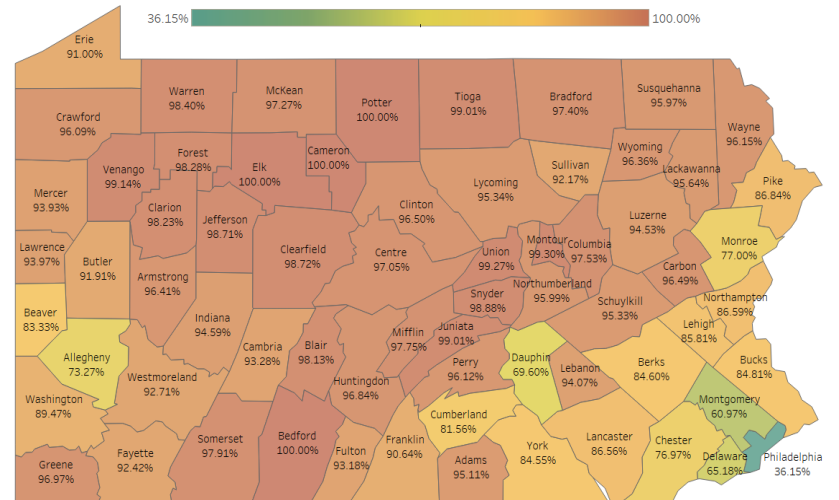 36.15%
100.00%
Erie
91.00%
Warren
98.40%
McKean
97.27%
Potter
100.00%
Tioga
99.01%
Bradford
97.40%
Susquehanna
95.97%
Crawford
96.09%
Wayne
96.15%
Forest
98.28%
Cameron
100.00%
Wyoming
96.36%
Venango
99.14%
Elk
100.00%
Sullivan
92.17%
Lackawanna
95.64%
Mercer
93.93%
Lycoming
95.34%
Pike
86.84%
Clarion
98.23%
Clinton
96.50%
Jefferson
98.71%
Luzerne
94.53%
Lawrence
93.97%
Butler
91.91%
Clearfield
98.72%
Centre
97.05%
Union
99.27%
Montour
99.30%
Columbia
97.53%
Monroe
77.00%
Armstrong
96.41%
Carbon
96.49%
Snyder
98.88%
Northumberland
95.99%
Northampton
86.59%
Beaver
83.33%
Indiana
94.59%
Schuylkill
95.33%
Mifflin
97.75%
Juniata
99.01%
Lehigh
85.81%
Allegheny
73.27%
Cambria
93.28%
Blair
98.13%
Dauphin
69.60%
Perry
96.12%
Lebanon
94.07%
Berks
84.60%
Bucks
84.81%
Westmoreland
92.71%
Huntingdon
96.84%
Washington
89.47%
Montgomery
60.97%
Cumberland
81.56%
Somerset
97.91%
Bedford
100.00%
Franklin
90.64%
Lancaster
86.56%
Chester
76.97%
Fayette
92.42%
Fulton
93.18%
York
84.55%
Delaware
65.18%
Philadelphia
36.15%
Greene
96.97%
Adams
95.11%